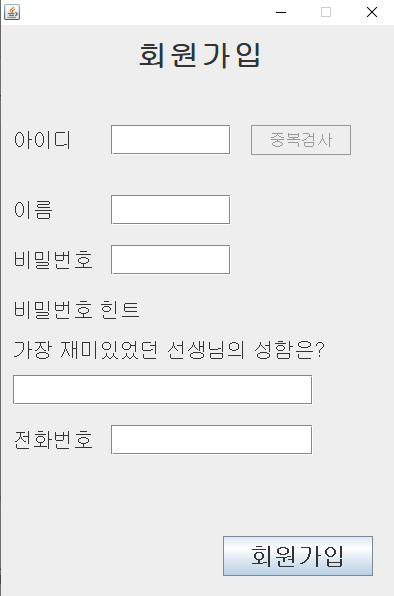 회원가입
아이디 중복검사
이름
비밀번호
비밀번호 힌트
가장 재미있었던 선생님의 성함은?
전화번호
회원가입